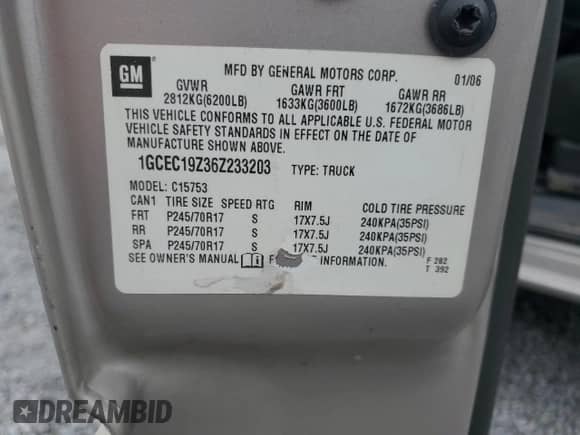 GM
MFD BY GENERAL MOTORS CORP. 01/06
GVWR GAWR FRT GAWR RR
2812KG(6200LB) 1633KG(3600LB) 1672KG(3686LB)
THIS VEHICLE CONFORMS TO ALL APPLICABLE U.S. FEDERAL MOTOR
VEHICLE SAFETY STANDARDS IN EFFECT ON THE DATE OF
MANUFACTURE SHOWN ABOVE.
1GCEC19Z36Z233203 TYPE: TRUCK
MODEL: C15753
CAN1 TIRE SIZE SPEED RTG RIM COLD TIRE PRESSURE
FRT P245/70R17 S 17X7.5J 240KPA(35PSI)
RR P245/70R17 S 17X7.5J 240KPA(35PSI)
SPA P245/70R17 S 17X7.5J 240KPA(35PSI)
SEE OWNER'S MANUAL INFORMATION. F 282
T 392
DREAMBID